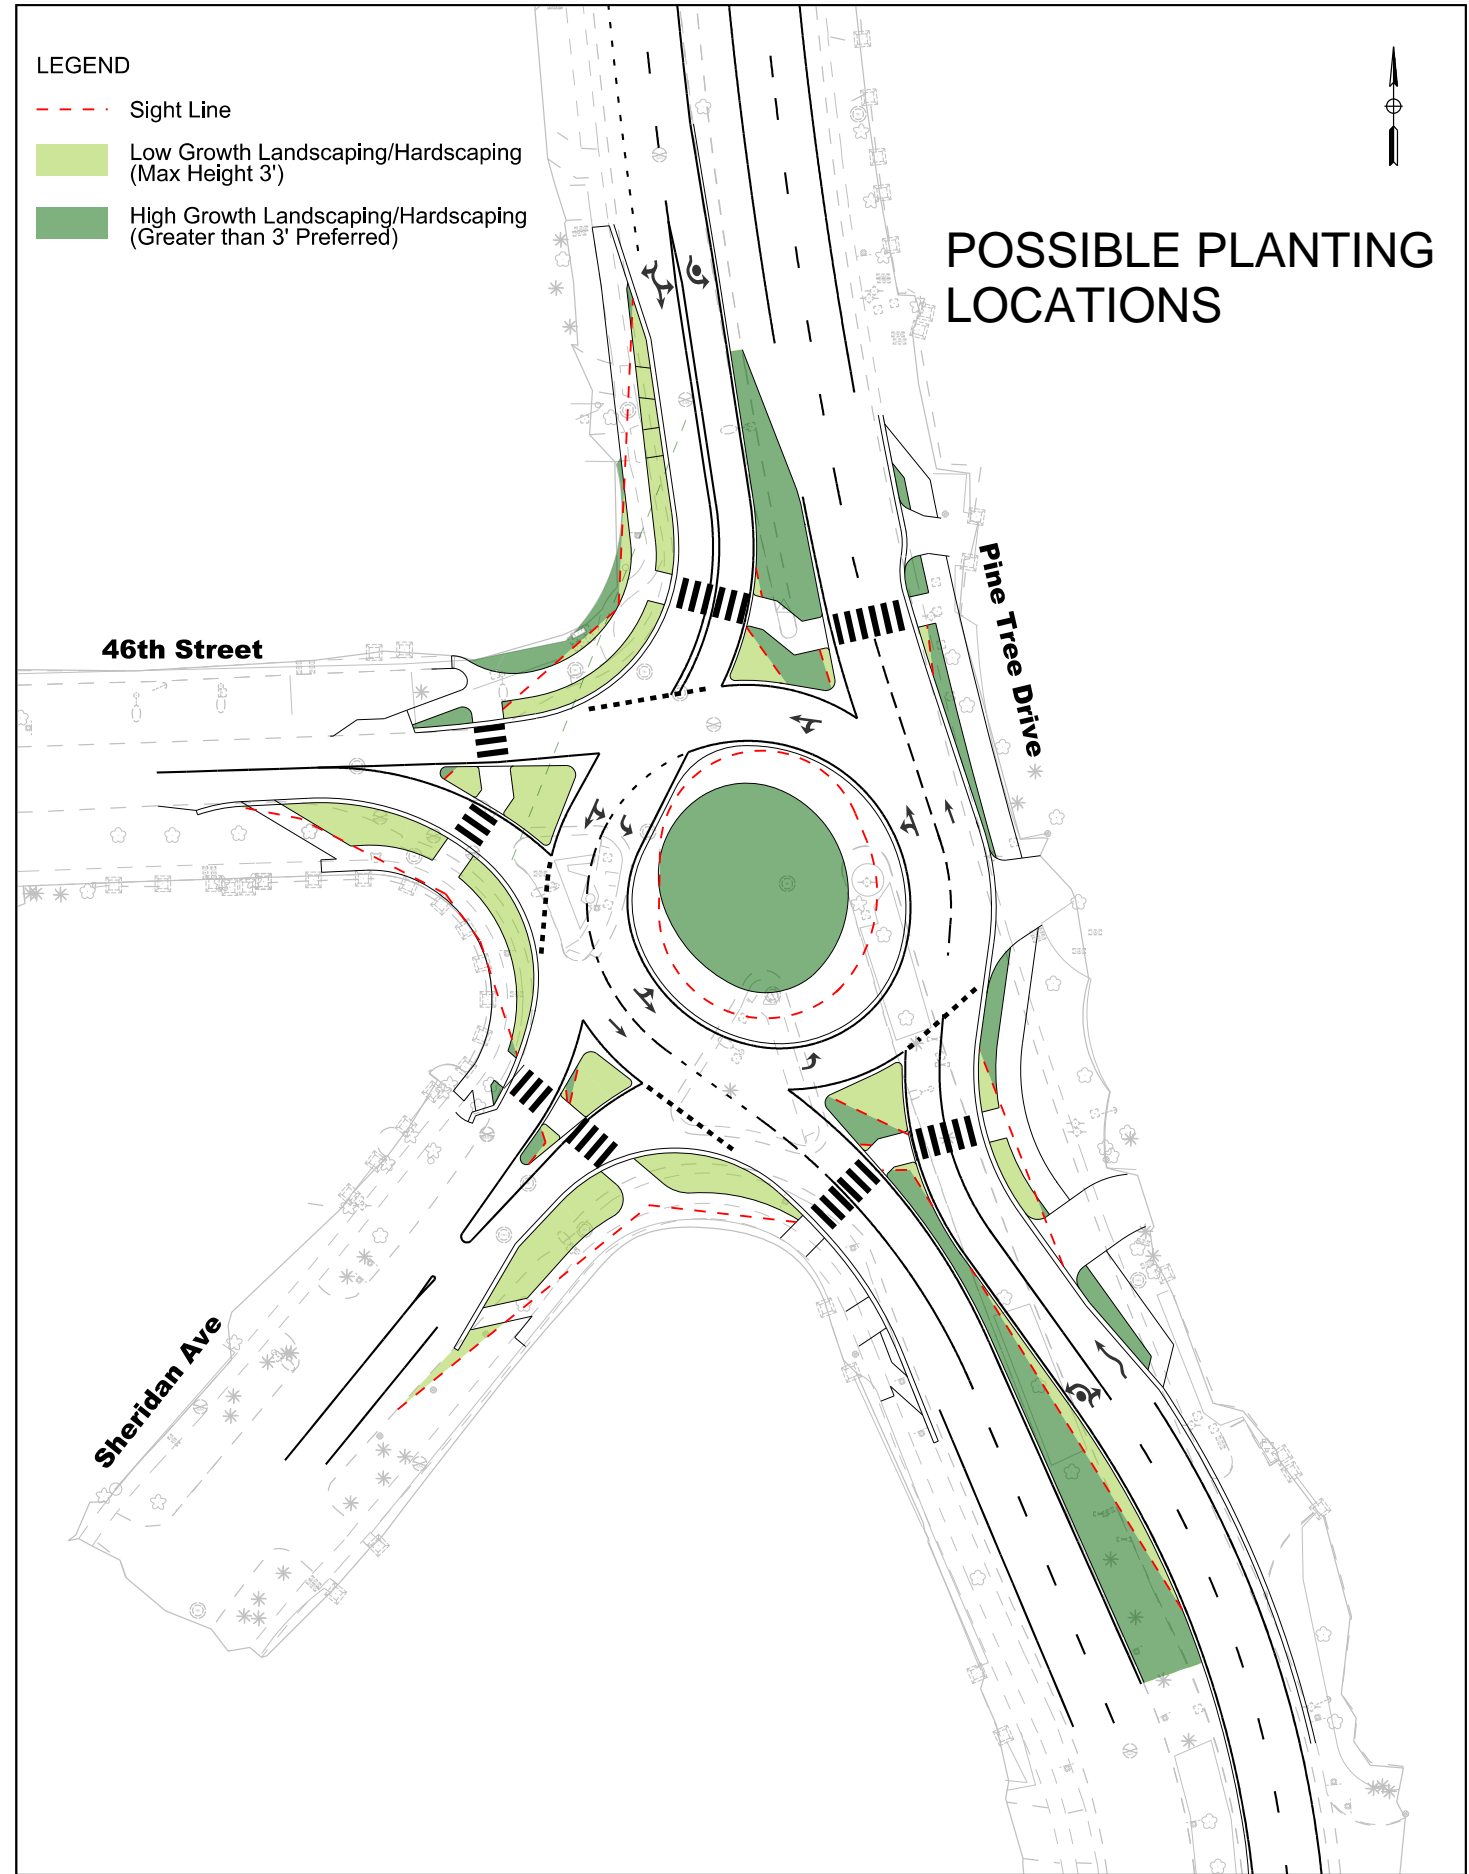 LEGEND
Sight Line
Low Growth Landscaping/Hardscaping
(Max Height 3')
High Growth Landscaping/Hardscaping
(Greater than 3' Preferred)
POSSIBLE PLANTING
LOCATIONS
Pine Tree Drive
46th Street
Sheridan Ave